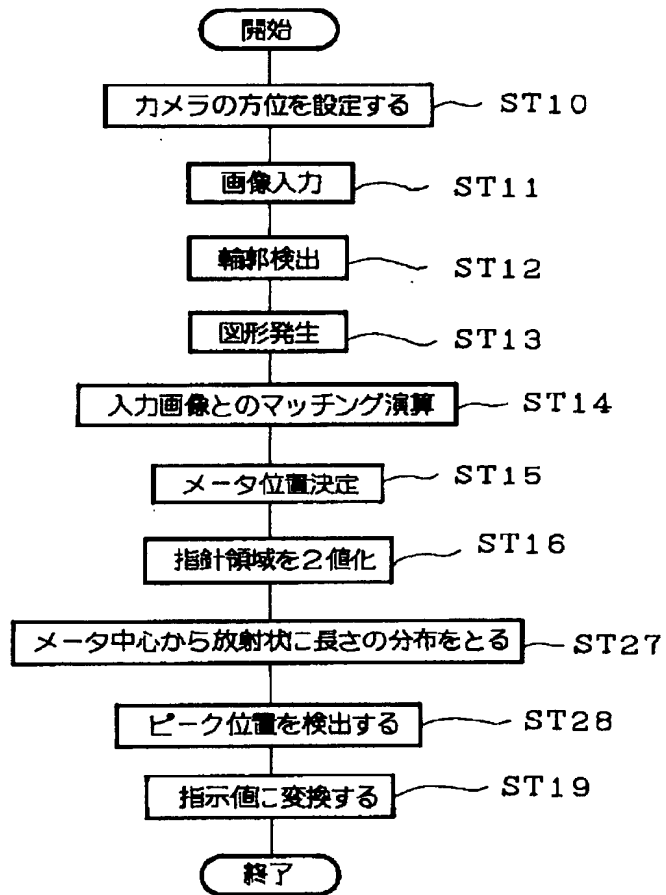 開始
カメラの方位を設定する ST10
画像入力 ST11
輪郭検出 ST12
図形発生 ST13
入力画像とのマッチング演算 ST14
メータ位置決定 ST15
指針領域を2値化 ST16
メータ中心から放射状に長さの分布をとる ST27
ピーク位置を検出する ST28
指示値に変換する ST19
終了